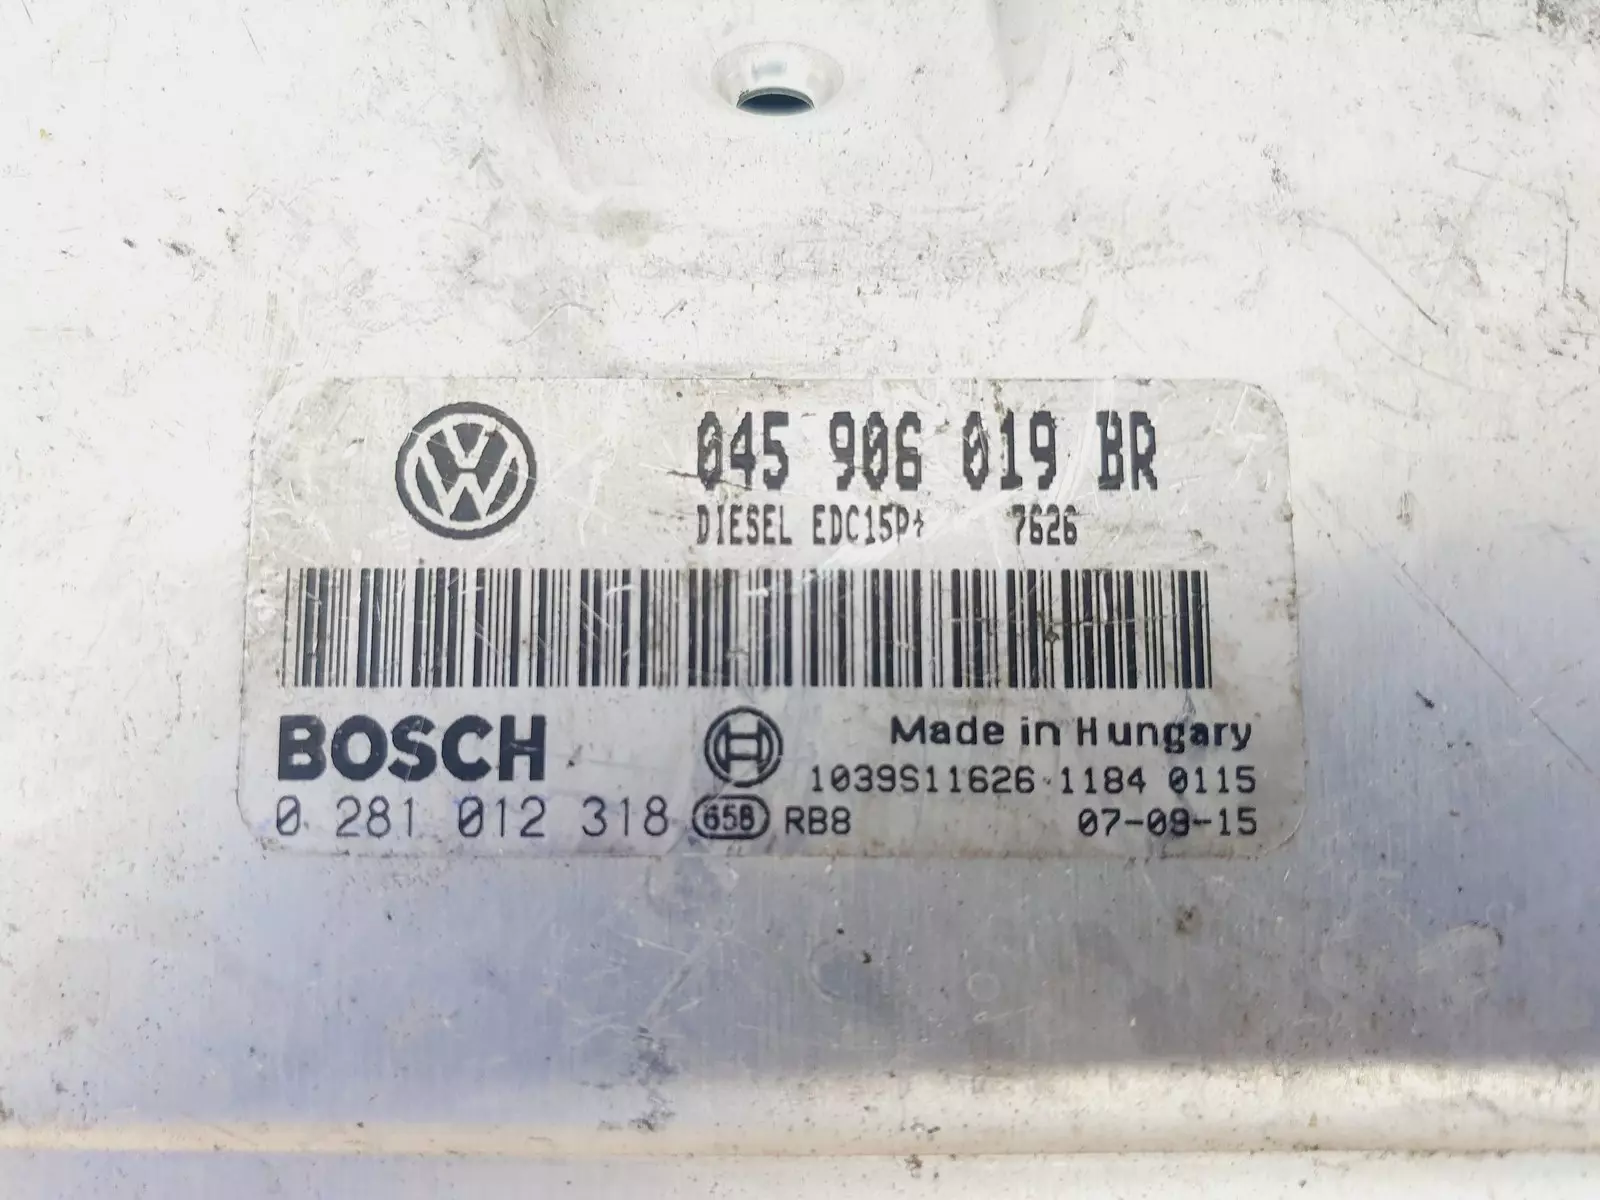 045 906 019 BR
DIESEL EDC15P+ 7626
BOSCH
Made in Hungary
1039S11626 1184 0115
0 281 012 318 65B RB8 07-09-15